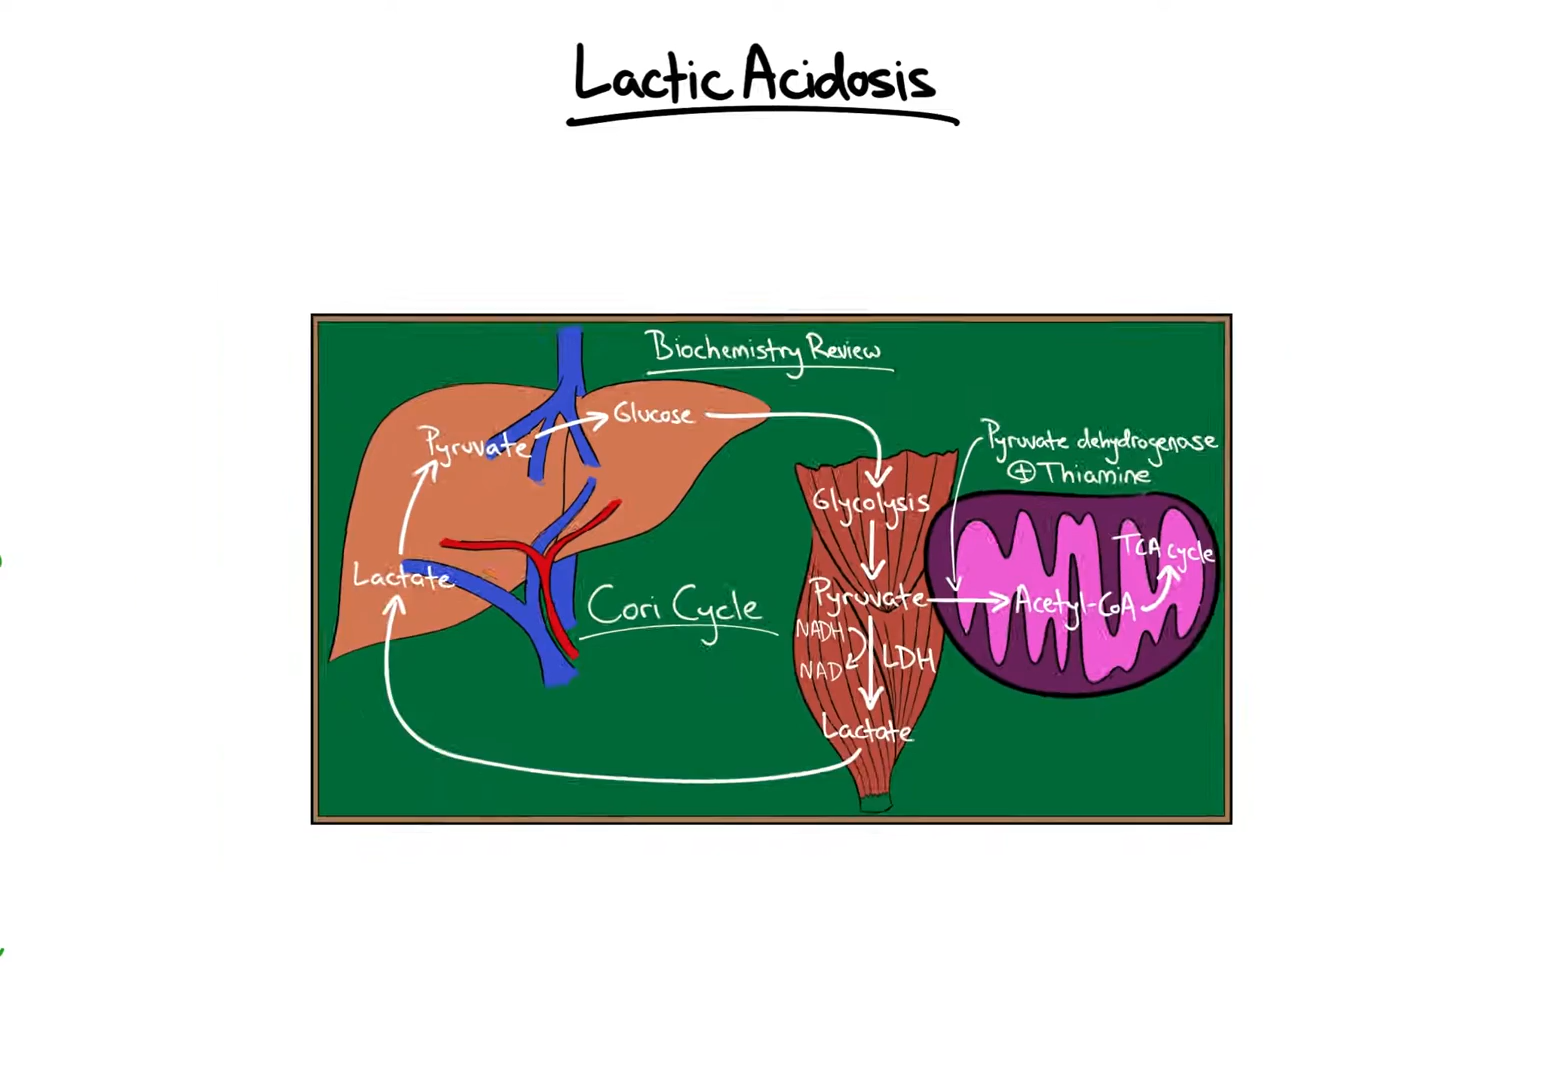 Lactic Acidosis
Biochemistry Review
Glucose
Pyruvate
Lactate
Cori Cycle
Glycolysis
Pyruvate
NADH
NAD
LDH
Lactate
Pyruvate dehydrogenase
⊕ Thiamine
Acetyl-CoA
TCA cycle